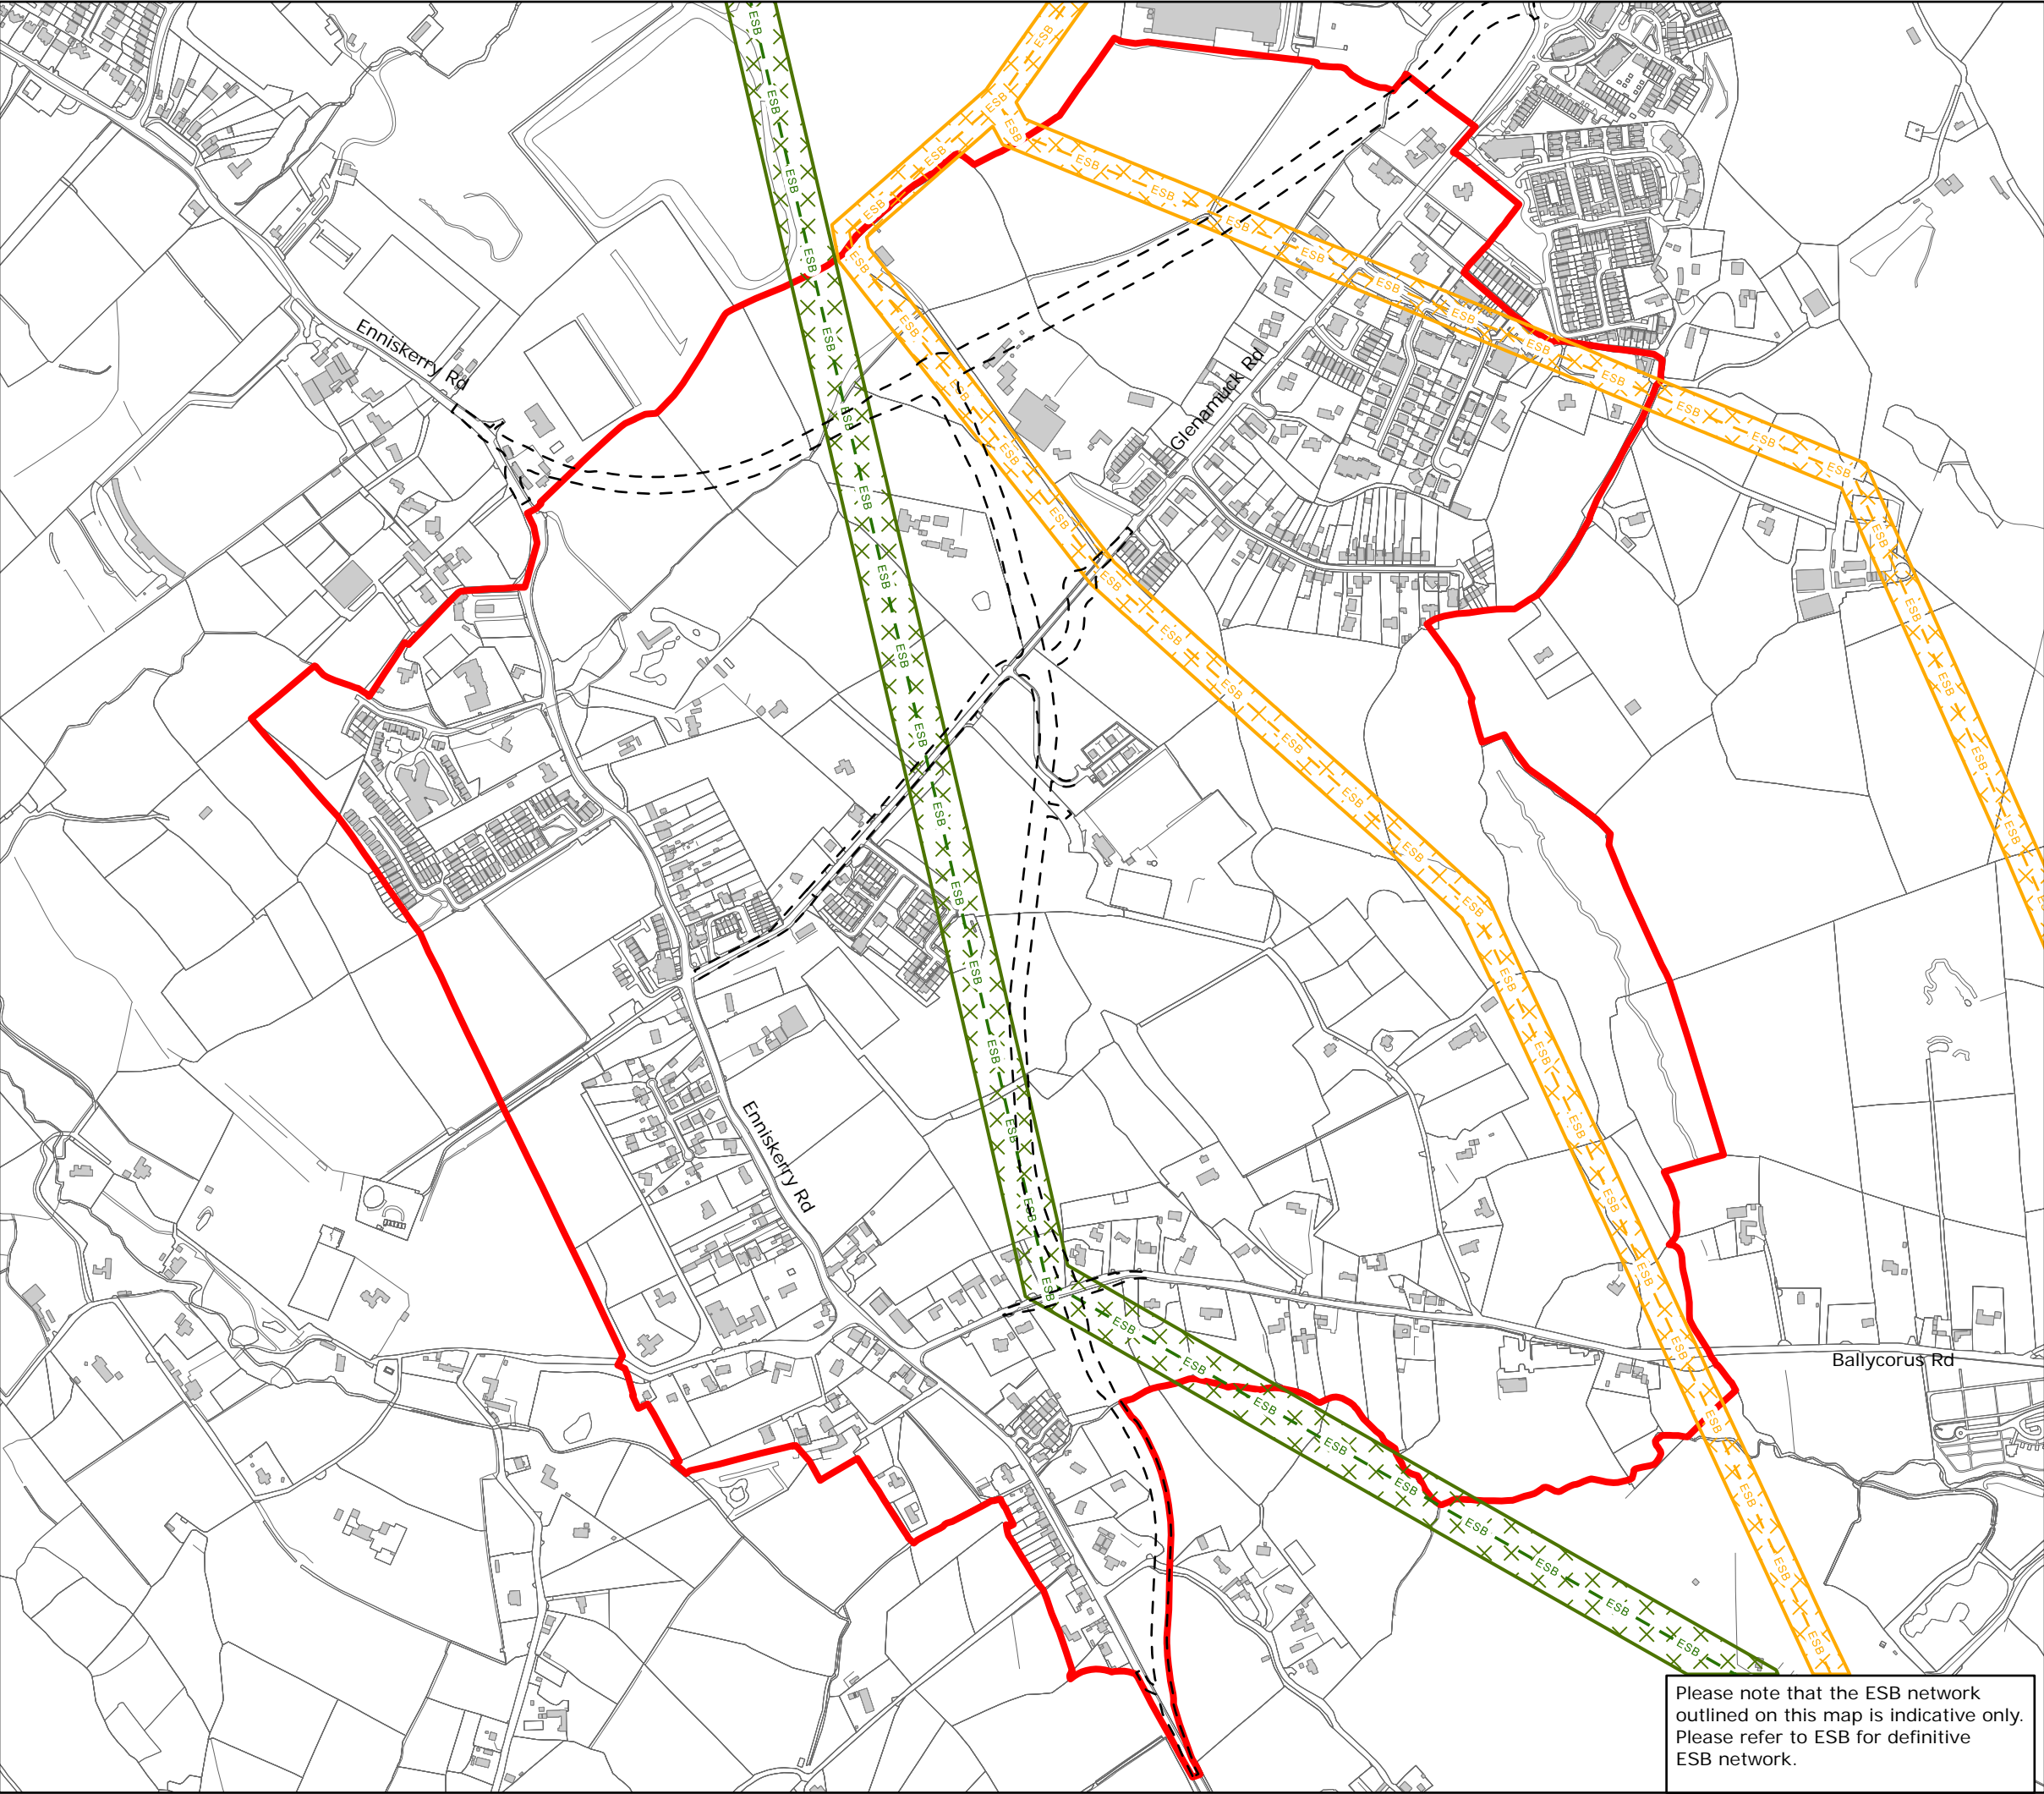 ESB
ESB
Enniskerry Rd
Glenamuck Rd
Enniskerry Rd
Ballycorus Rd
Please note that the ESB network
outlined on this map is indicative only.
Please refer to ESB for definitive
ESB network.